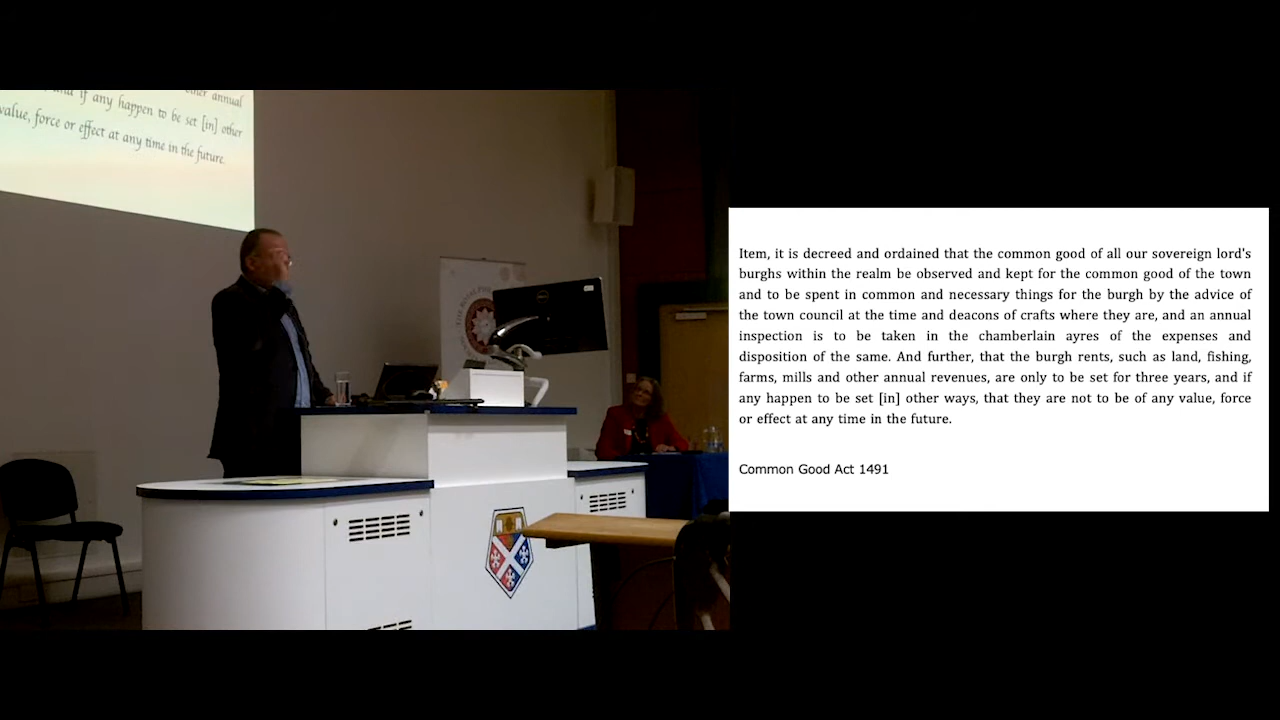 other annual
if any happen to be set [in] other
value, force or effect at any time in the future.
Item, it is decreed and ordained that the common good of all our sovereign lord's
burghs within the realm be observed and kept for the common good of the town
and to be spent in common and necessary things for the burgh by the advice of
the town council at the time and deacons of crafts where they are, and an annual
inspection is to be taken in the chamberlain ayres of the expenses and
disposition of the same. And further, that the burgh rents, such as land, fishing,
farms, mills and other annual revenues, are only to be set for three years, and if
any happen to be set [in] other ways, that they are not to be of any value, force
or effect at any time in the future.
Common Good Act 1491